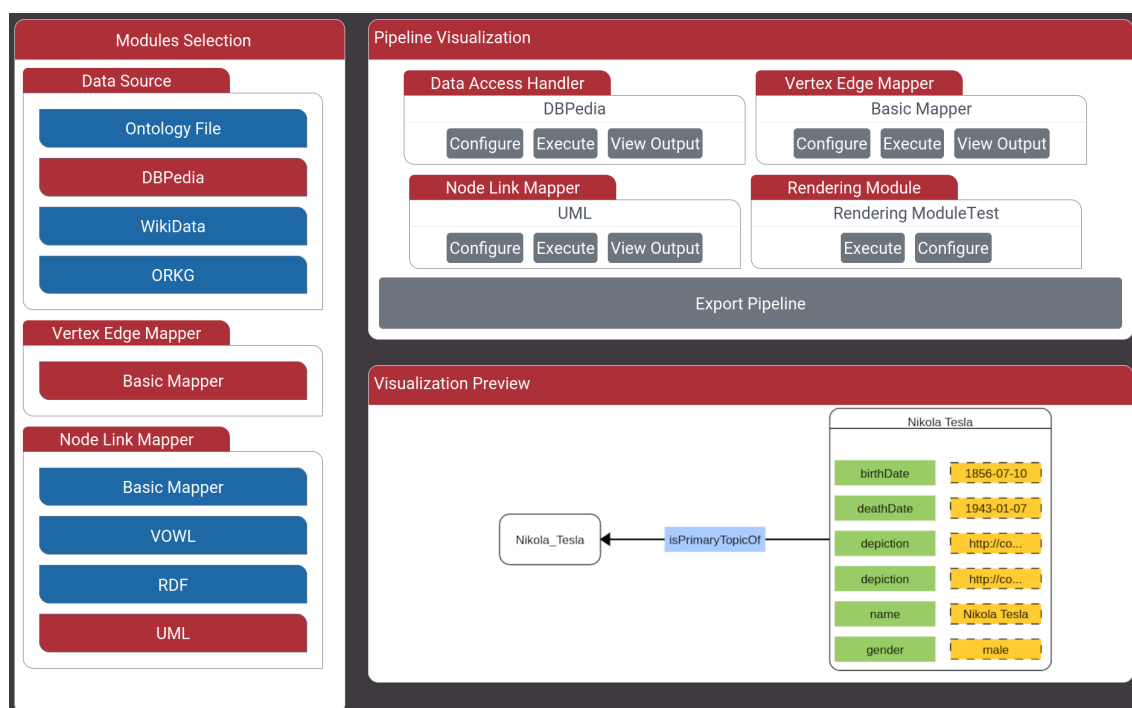 Modules Selection
Data Source
Ontology File
DBPedia
WikiData
ORKG
Vertex Edge Mapper
Basic Mapper
Node Link Mapper
Basic Mapper
VOWL
RDF
UML
Pipeline Visualization
Data Access Handler
DBPedia
Configure Execute View Output
Vertex Edge Mapper
Basic Mapper
Configure Execute View Output
Node Link Mapper
UML
Configure Execute View Output
Rendering Module
Rendering ModuleTest
Execute Configure
Export Pipeline
Visualization Preview
Nikola_Tesla
isPrimaryTopicOf
Nikola Tesla
birthDate 1856-07-10
deathDate 1943-01-07
depiction http://co...
depiction http://co...
name Nikola Tesla
gender male